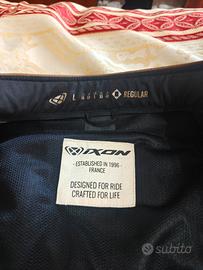 REGULAR
IXON
- ESTABLISHED IN 1996 -
FRANCE
DESIGNED FOR RIDE
CRAFTED FOR LIFE
subito